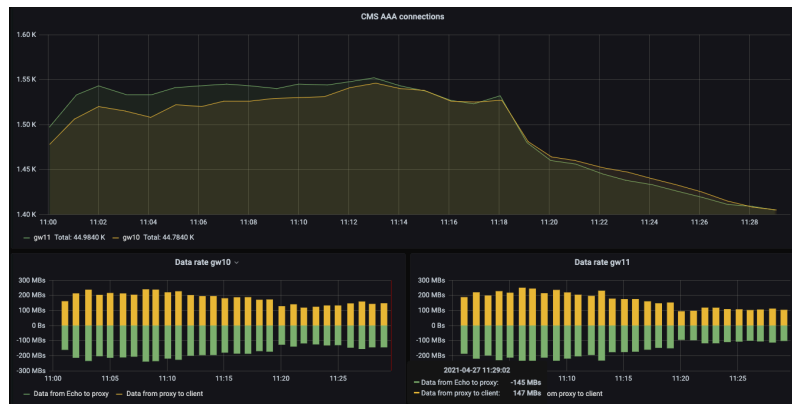 CMS AAA connections
1.60 K
1.55 K
1.50 K
1.45 K
1.40 K
11:00 11:02 11:04 11:06 11:08 11:10 11:12 11:14 11:16 11:18 11:20 11:22 11:24 11:26 11:28
gw11 Total: 44.9840 K gw10 Total: 44.7840 K
Data rate gw10
300 MBs
200 MBs
100 MBs
0 Bs
-100 MBs
-200 MBs
-300 MBs
11:00 11:05 11:10 11:15 11:20 11:25
Data from Echo to proxy Data from proxy to client
Data rate gw11
300 MBs
200 MBs
100 MBs
0 Bs
-100 MBs
-200 MBs
11:10 11:15 11:20 11:25
2021-04-27 11:29:02
Data from Echo to proxy: -145 MBs
Data from proxy to client: 147 MBs
om proxy to client